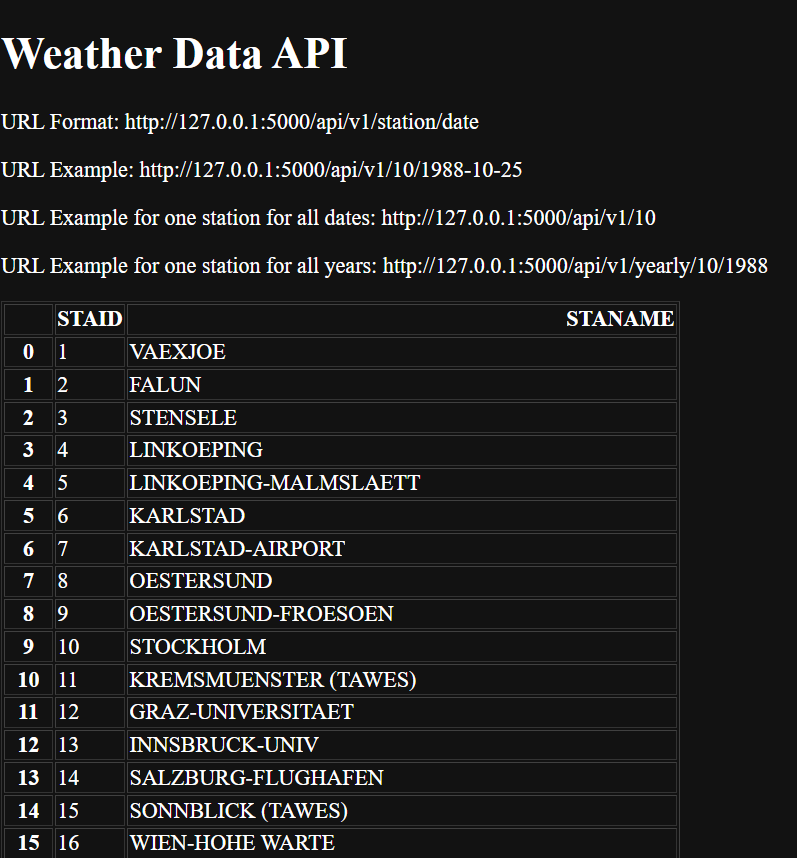 Weather Data API
URL Format: http://127.0.0.1:5000/api/v1/station/date
URL Example: http://127.0.0.1:5000/api/v1/10/1988-10-25
URL Example for one station for all dates: http://127.0.0.1:5000/api/v1/10
URL Example for one station for all years: http://127.0.0.1:5000/api/v1/yearly/10/1988
STAID STANAME
0 1 VAEXJOE
1 2 FALUN
2 3 STENSELE
3 4 LINKOEPING
4 5 LINKOEPING-MALMSLAETT
5 6 KARLSTAD
6 7 KARLSTAD-AIRPORT
7 8 OESTERSUND
8 9 OESTERSUND-FROESOEN
9 10 STOCKHOLM
10 11 KREMSMUENSTER (TAWES)
11 12 GRAZ-UNIVERSITAET
12 13 INNSBRUCK-UNIV
13 14 SALZBURG-FLUGHAFEN
14 15 SONNBLICK (TAWES)
15 16 WIEN-HOHE WARTE